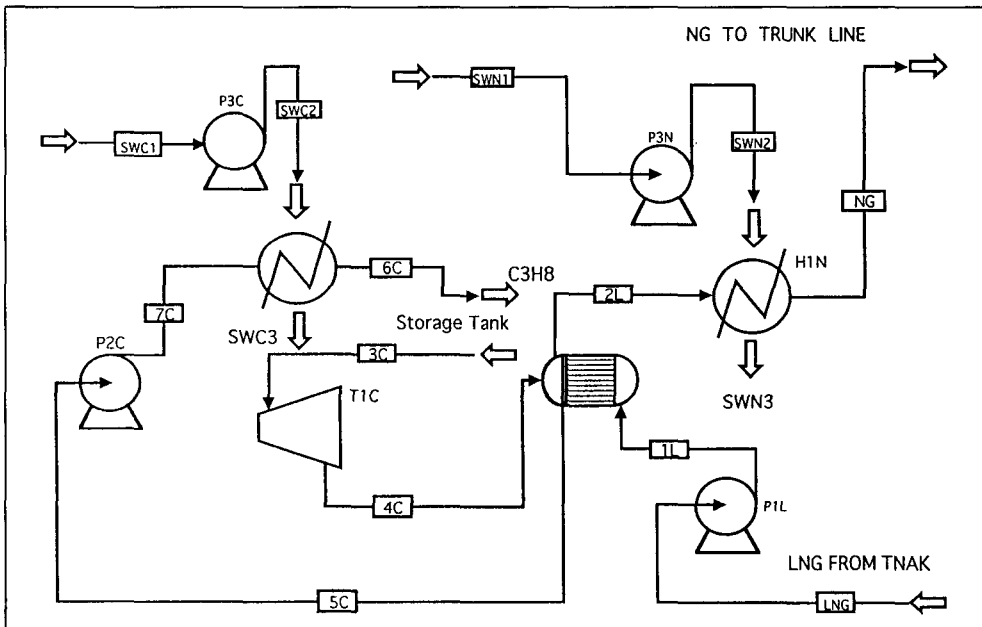 NG TO TRUNK LINE
SWN1
P3C
SWC2
SWC1
P3N
SWN2
NG
H1N
6C
C3H8
2L
7C
Storage Tank
SWC3
3C
P2C
T1C
SWN3
1L
4C
P1L
LNG FROM TNAK
5C
LNG